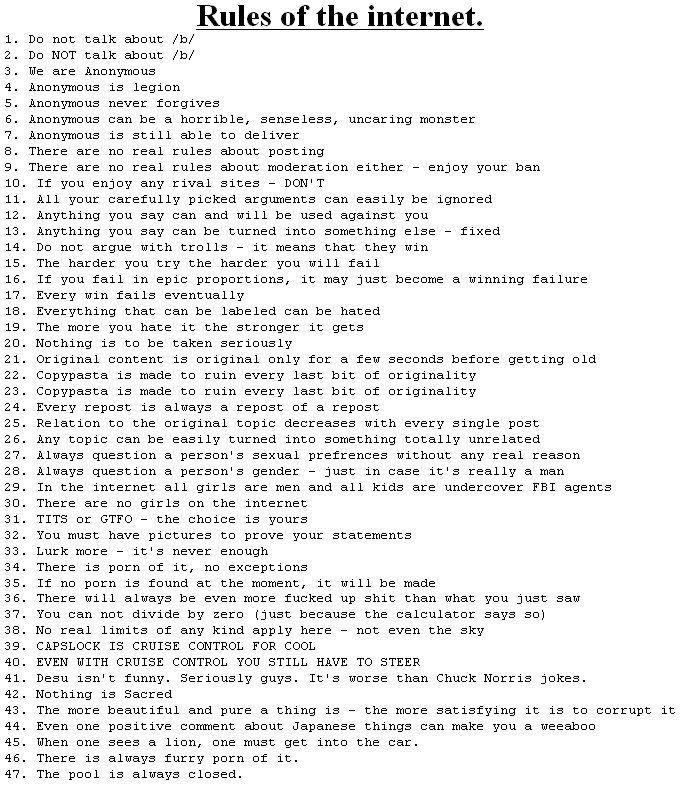 Rules of the internet.
1. Do not talk about /b/
2. Do NOT talk about /b/
3. We are Anonymous
4. Anonymous is legion
5. Anonymous never forgives
6. Anonymous can be a horrible, senseless, uncaring monster
7. Anonymous is still able to deliver
8. There are no real rules about posting
9. There are no real rules about moderation either - enjoy your ban
10. If you enjoy any rival sites - DON'T
11. All your carefully picked arguments can easily be ignored
12. Anything you say can and will be used against you
13. Anything you say can be turned into something else - fixed
14. Do not argue with trolls - it means that they win
15. The harder you try the harder you will fail
16. If you fail in epic proportions, it may just become a winning failure
17. Every win fails eventually
18. Everything that can be labeled can be hated
19. The more you hate it the stronger it gets
20. Nothing is to be taken seriously
21. Original content is original only for a few seconds before getting old
22. Copypasta is made to ruin every last bit of originality
23. Copypasta is made to ruin every last bit of originality
24. Every repost is always a repost of a repost
25. Relation to the original topic decreases with every single post
26. Any topic can be easily turned into something totally unrelated
27. Always question a person's sexual prefrences without any real reason
28. Always question a person's gender - just in case it's really a man
29. In the internet all girls are men and all kids are undercover FBI agents
30. There are no girls on the internet
31. TITS or GTFO - the choice is yours
32. You must have pictures to prove your statements
33. Lurk more - it's never enough
34. There is porn of it, no exceptions
35. If no porn is found at the moment, it will be made
36. There will always be even more fucked up shit than what you just saw
37. You can not divide by zero (just because the calculator says so)
38. No real limits of any kind apply here - not even the sky
39. CAPSLOCK IS CRUISE CONTROL FOR COOL
40. EVEN WITH CRUISE CONTROL YOU STILL HAVE TO STEER
41. Desu isn't funny. Seriously guys. It's worse than Chuck Norris jokes.
42. Nothing is Sacred
43. The more beautiful and pure a thing is - the more satisfying it is to corrupt it
44. Even one positive comment about Japanese things can make you a weeaboo
45. When one sees a lion, one must get into the car.
46. There is always furry porn of it.
47. The pool is always closed.